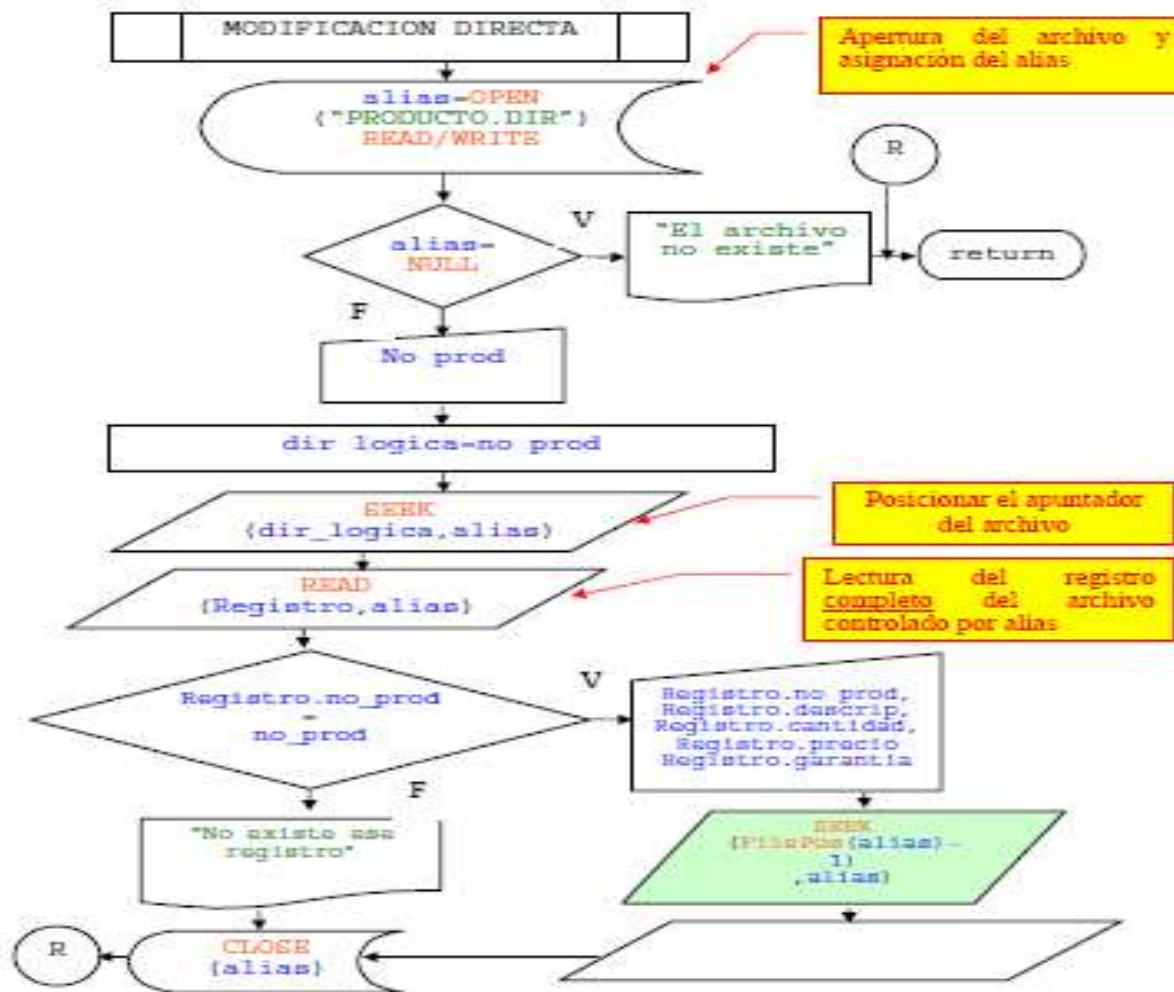 MODIFICACION DIRECTA
Apertura del archivo y
asignación del alias
alias=OPEN
("PRODUCTO.DIR")
READ/WRITE
R
alias=
NULL
V
"El archivo
no existe"
return
F
No prod
dir logica=no prod
SEEK
(dir_logica,alias)
Posicionar el apuntador
del archivo
READ
(Registro,alias)
Lectura del registro
completo del archivo
controlado por alias
Registro.no_prod
=
no_prod
V
Registro.no prod,
Registro.descrip,
Registro.cantidad,
Registro.precio
Registro.garantia
F
"No existe ese
registro"
SEEK
(FilePos(alias)-
1)
,alias)
R
CLOSE
(alias)